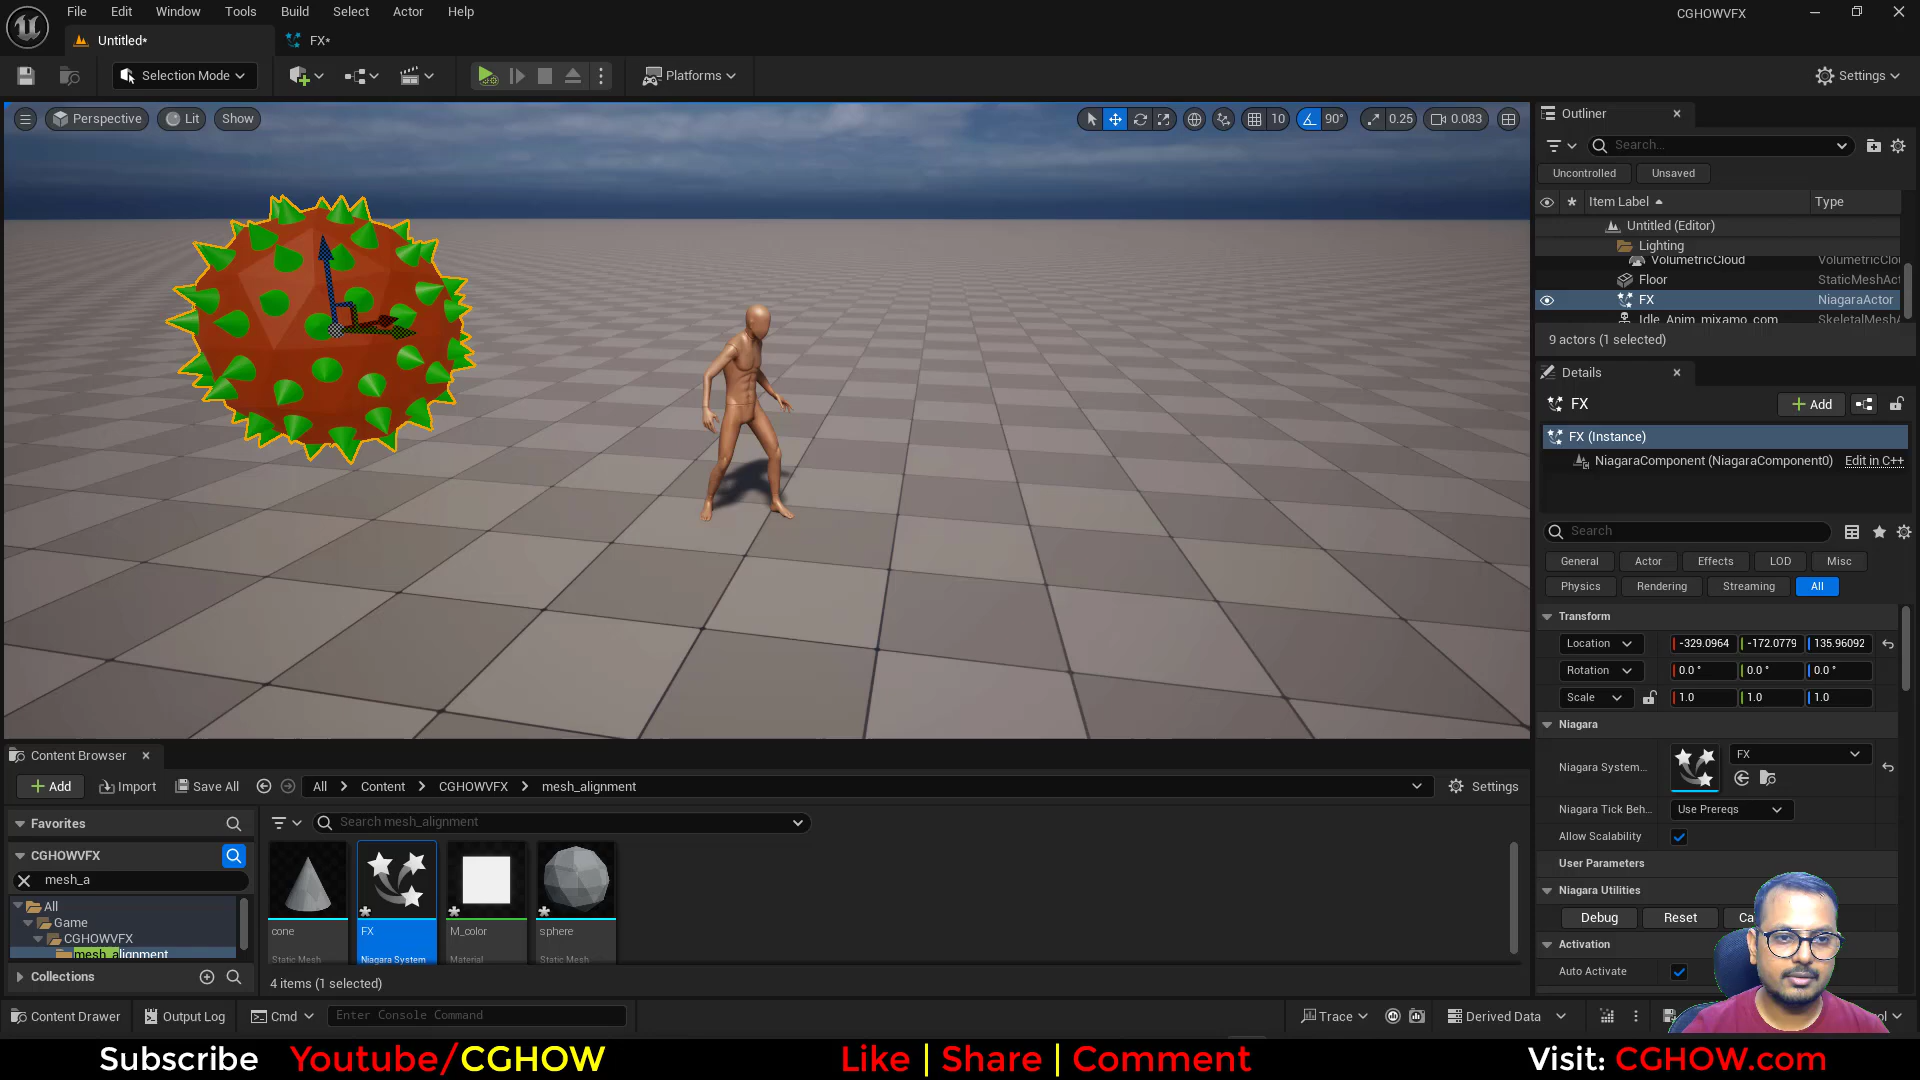 File Edit Window Tools Build Select Actor Help
CGHOWVFX
Untitled*
FX*
Selection Mode
Platforms
Settings
Perspective
Lit
Show
10
90°
0.25
0.083
Outliner
Search...
Uncontrolled
Unsaved
Item Label
Type
Untitled (Editor)
Lighting
VolumetricCloud
VolumetricClou
Floor
StaticMeshAct
FX
NiagaraActor
Idle_Anim_mixamo_com
SkeletalMeshA
9 actors (1 selected)
Details
FX
Add
FX (Instance)
NiagaraComponent (NiagaraComponent0)
Edit in C++
Search
General
Actor
Effects
LOD
Misc
Physics
Rendering
Streaming
All
Transform
Location
-329.0964
-172.0779
135.96092
Rotation
0.0 °
0.0 °
0.0 °
Scale
1.0
1.0
1.0
Niagara
Niagara System...
FX
Niagara Tick Beh...
Use Prereqs
Allow Scalability
User Parameters
Niagara Utilities
Debug
Reset
Ca
Activation
Auto Activate
Content Browser
Add
Import
Save All
All
Content
CGHOWVFX
mesh_alignment
Settings
Favorites
CGHOWVFX
mesh_a
All
Game
CGHOWVFX
mesh_alignment
Collections
Search mesh_alignment
cone
Static Mesh
FX
Niagara System
M_color
Material
sphere
Static Mesh
4 items (1 selected)
Content Drawer
Output Log
Cmd
Enter Console Command
Trace
Derived Data
ol
Subscribe Youtube/CGHOW
Like | Share | Comment
Visit: CGHOW.com